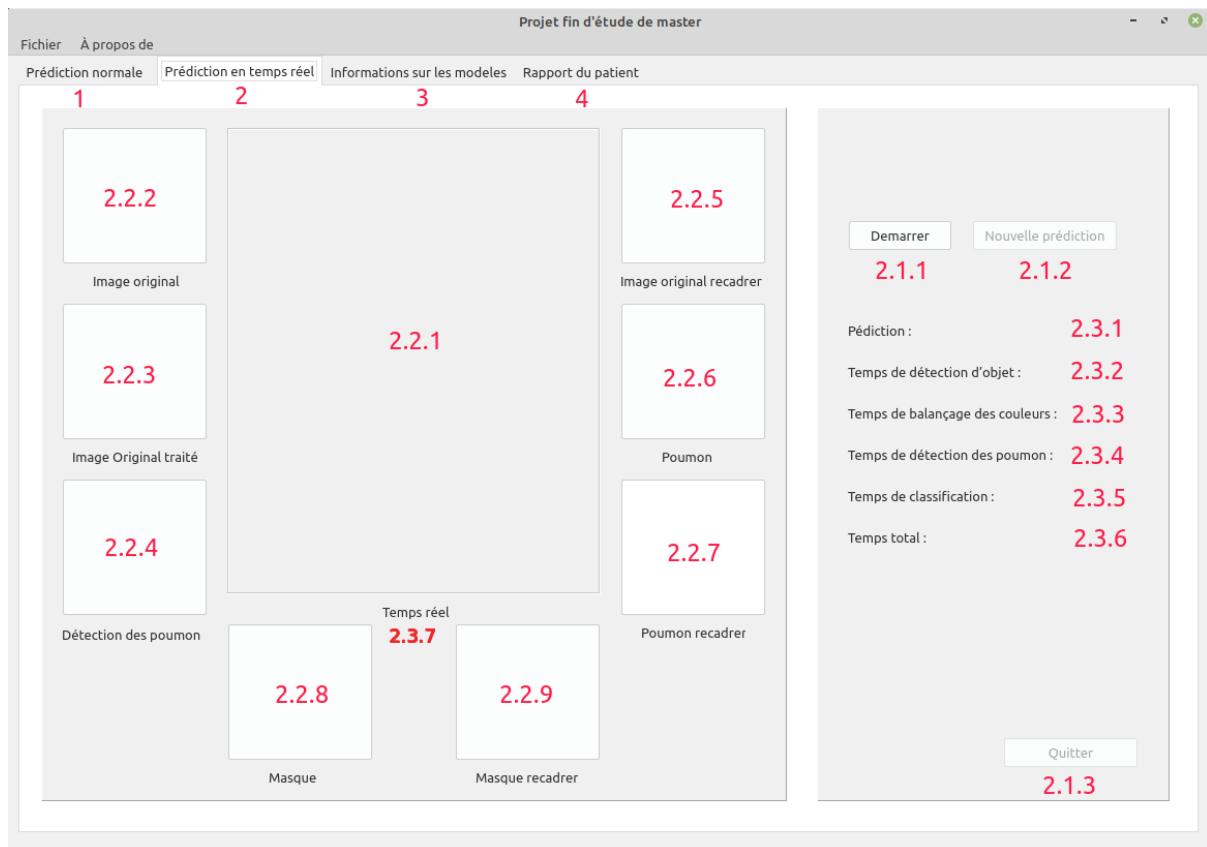 Projet fin d'étude de master
Fichier À propos de
Prédiction normale Prédiction en temps réel Informations sur les modeles Rapport du patient
1 2 3 4
2.2.2
Image original
2.2.3
Image Original traité
2.2.4
Détection des poumon
2.2.1
Temps réel
2.3.7
2.2.8
Masque
2.2.9
Masque recadrer
2.2.5
Image original recadrer
2.2.6
Poumon
2.2.7
Poumon recadrer
Demarrer Nouvelle prédiction
2.1.1 2.1.2
Pédiction : 2.3.1
Temps de détection d'objet : 2.3.2
Temps de balançage des couleurs : 2.3.3
Temps de détection des poumon : 2.3.4
Temps de classification : 2.3.5
Temps total : 2.3.6
Quitter
2.1.3